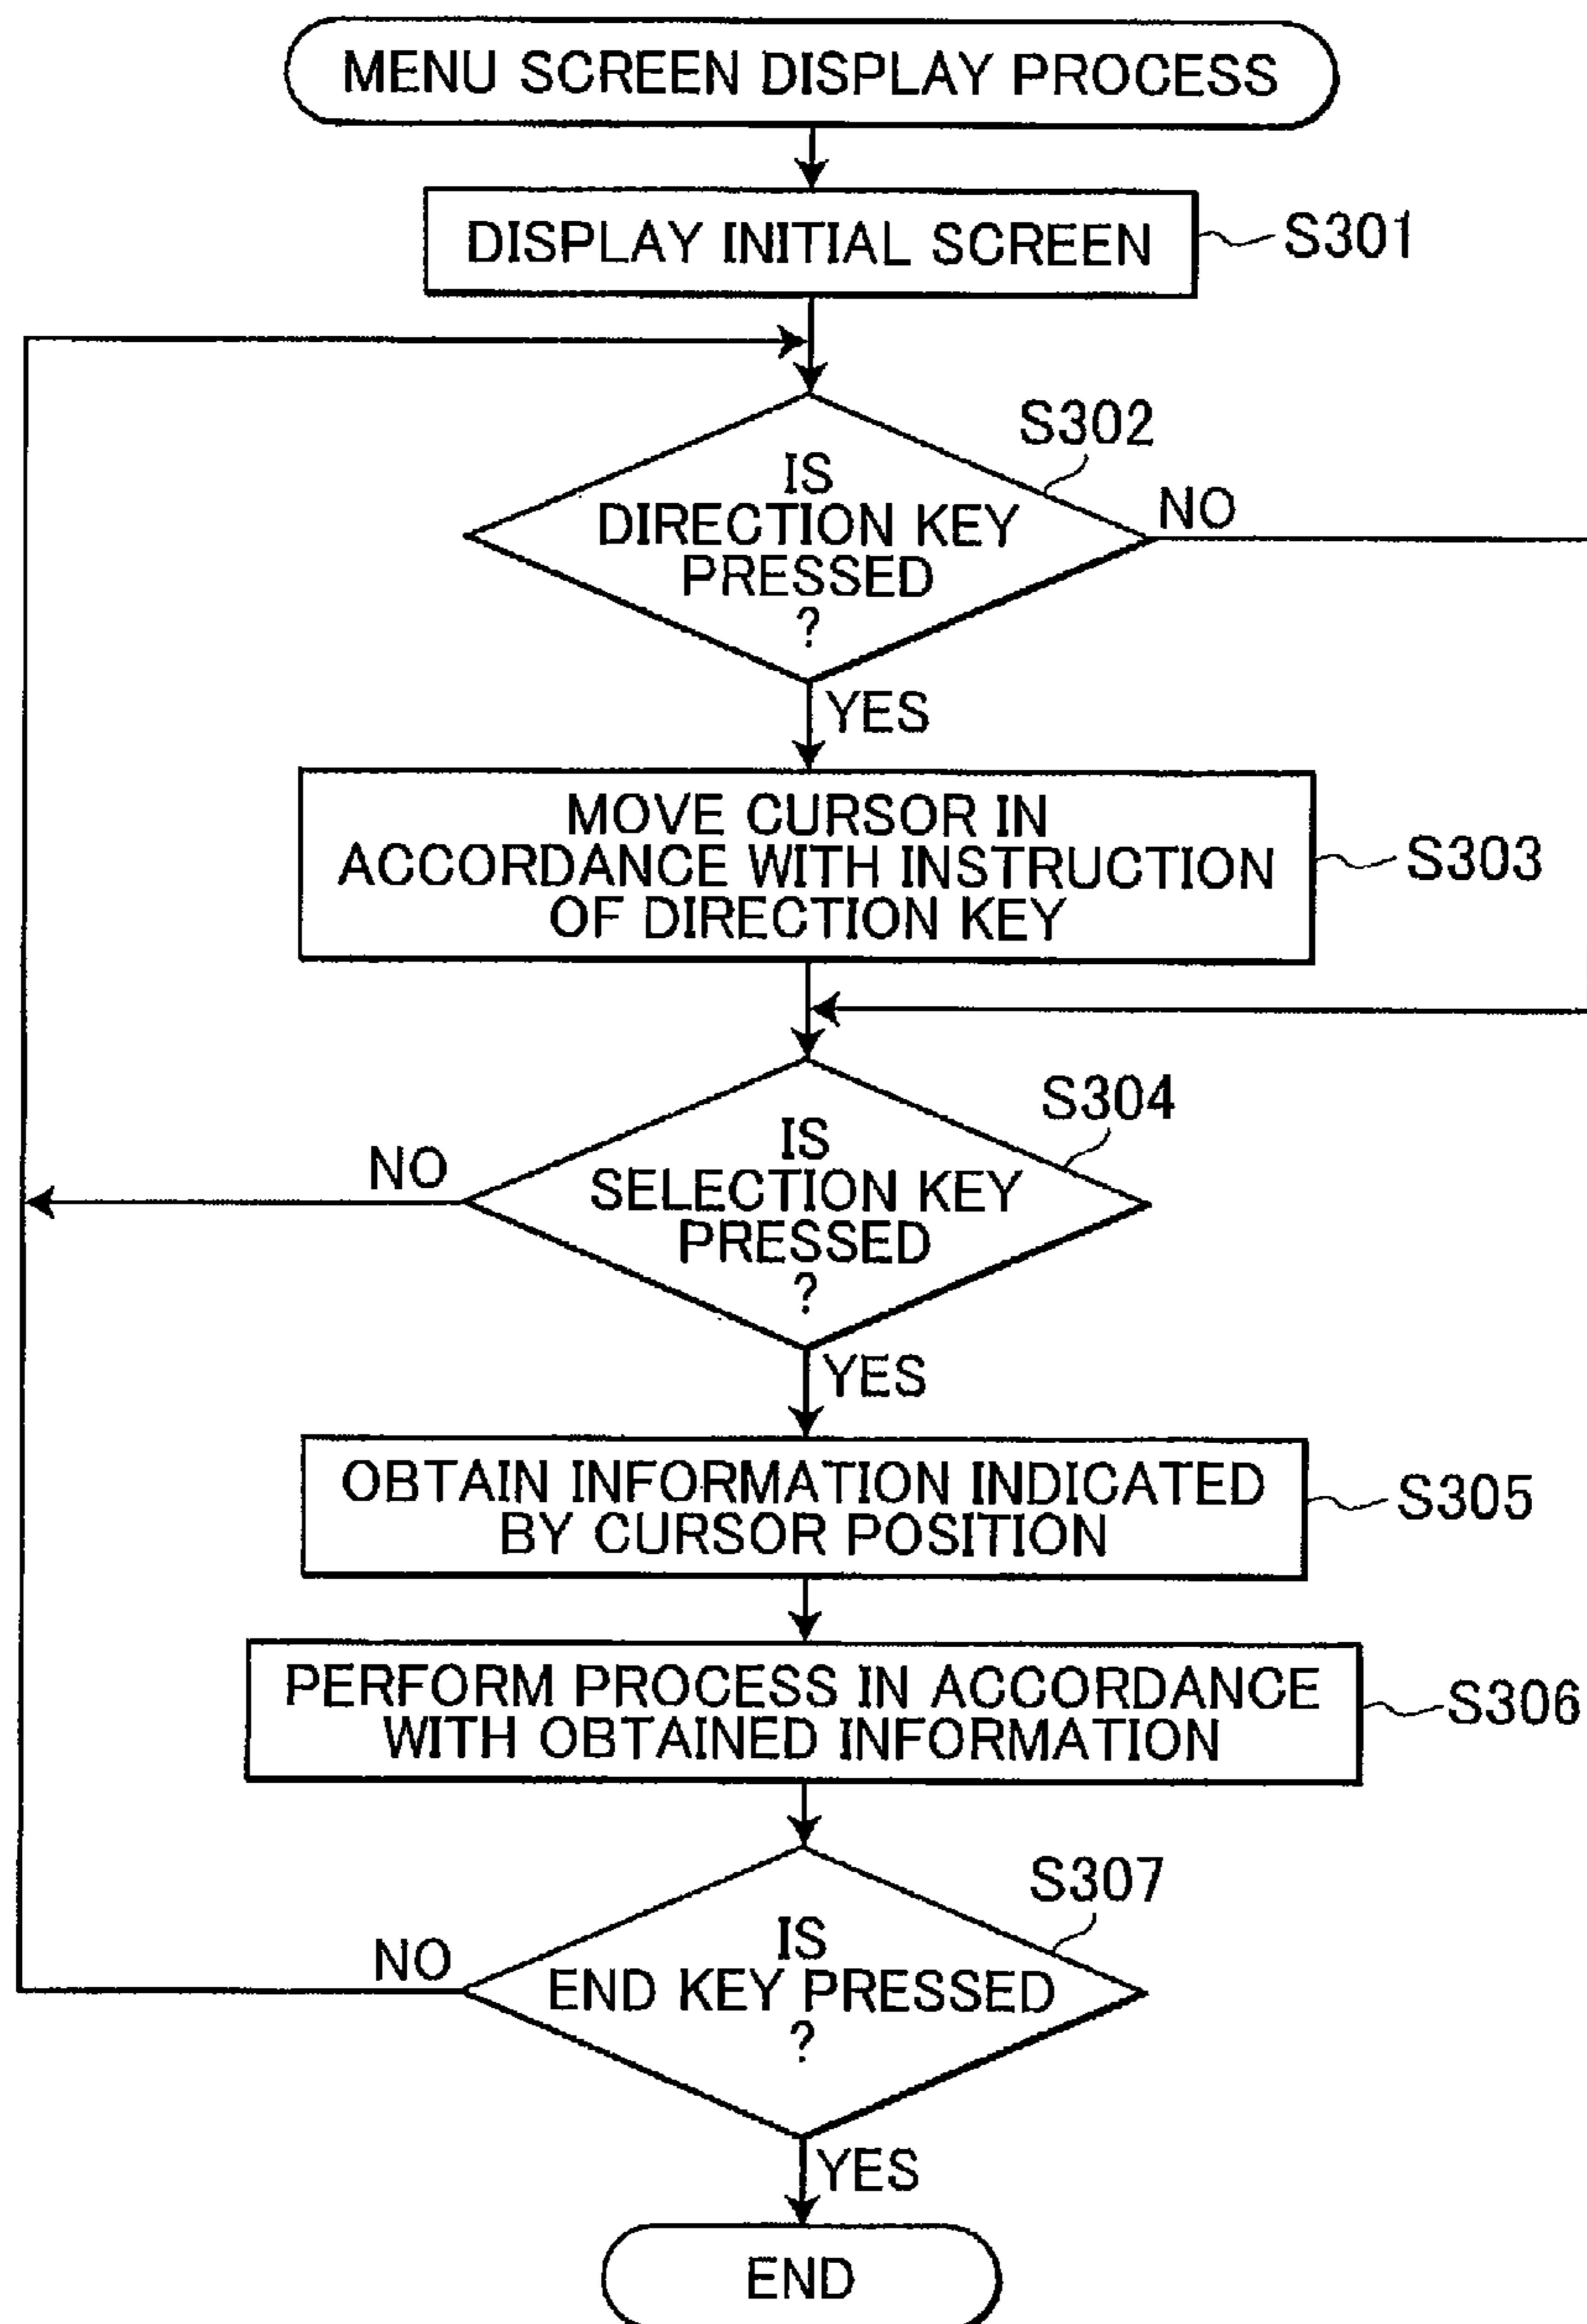 MENU SCREEN DISPLAY PROCESS
DISPLAY INITIAL SCREEN
S301
S302
IS
DIRECTION KEY
PRESSED
?
NO
YES
MOVE CURSOR IN
ACCORDANCE WITH INSTRUCTION
OF DIRECTION KEY
S303
S304
IS
SELECTION KEY
PRESSED
?
NO
YES
OBTAIN INFORMATION INDICATED
BY CURSOR POSITION
S305
PERFORM PROCESS IN ACCORDANCE
WITH OBTAINED INFORMATION
S306
S307
IS
END KEY PRESSED
?
NO
YES
END